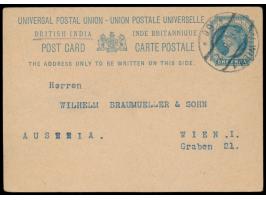 UNIVERSAL POSTAL UNION - UNION POSTALE UNIVERSELLE
BRITISH INDIA INDE BRITANNIQUE
POST CARD CARTE POSTALE
THE ADDRESS ONLY TO BE WRITTEN ON THIS SIDE.
Herren
WILHELM BRAUMUELLER & SOHN
AUSTRIA. WIEN, I.
Graben 21.